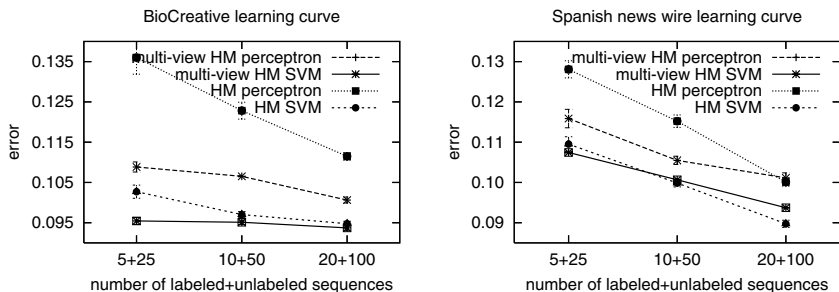 BioCreative learning curve
0.135
0.125
0.115
0.105
0.095
error
multi-view HM perceptron
multi-view HM SVM
HM perceptron
HM SVM
5+25 10+50 20+100
number of labeled+unlabeled sequences
Spanish news wire learning curve
0.13
0.12
0.11
0.10
0.09
error
multi-view HM perceptron
multi-view HM SVM
HM perceptron
HM SVM
5+25 10+50 20+100
number of labeled+unlabeled sequences